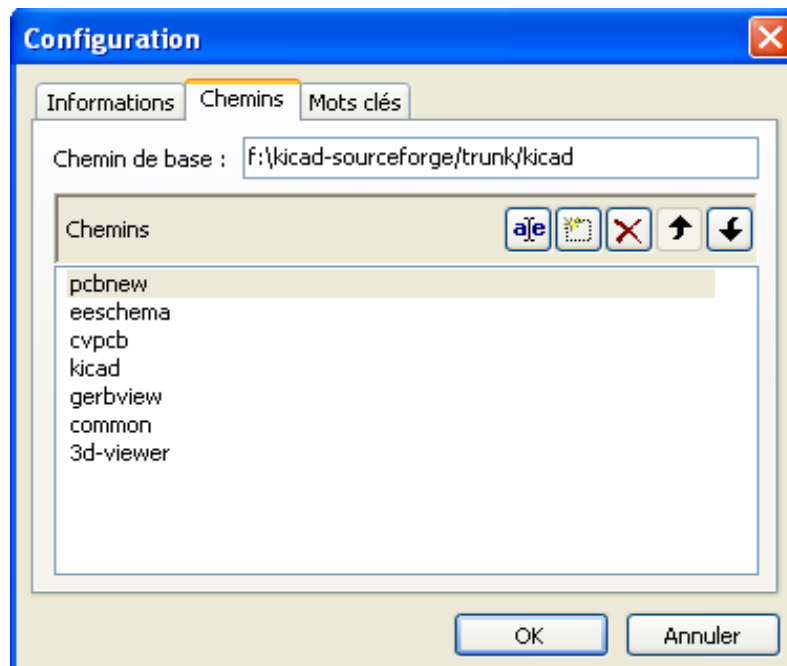 Configuration
Informations Chemins Mots clés
Chemin de base : f:\kicad-sourceforge/trunk/kicad
Chemins
pcbnew
eeschema
cvpcb
kicad
gerbview
common
3d-viewer
OK Annuler